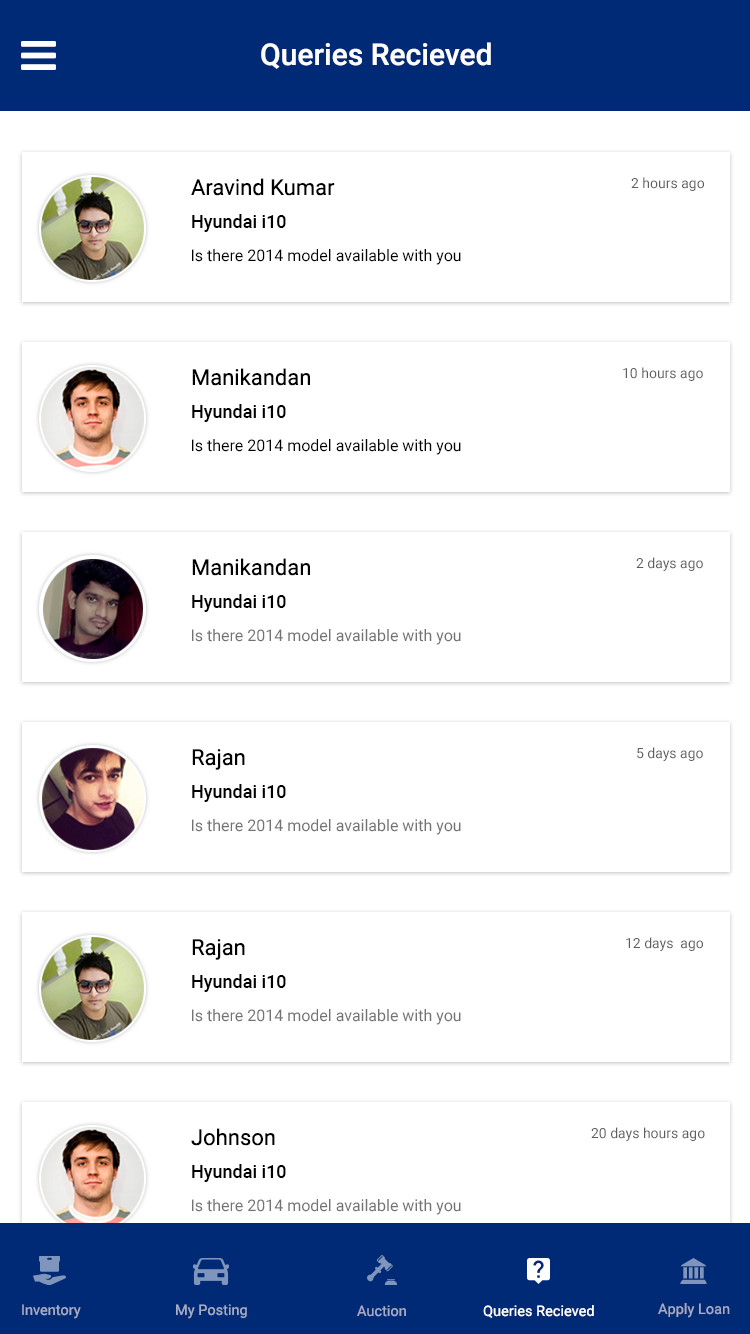 Queries Recieved
Aravind Kumar
2 hours ago
Hyundai i10
Is there 2014 model available with you
Manikandan
10 hours ago
Hyundai i10
Is there 2014 model available with you
Manikandan
2 days ago
Hyundai i10
Is there 2014 model available with you
Rajan
5 days ago
Hyundai i10
Is there 2014 model available with you
Rajan
12 days  ago
Hyundai i10
Is there 2014 model available with you
Johnson
20 days hours ago
Hyundai i10
Is there 2014 model available with you
Inventory
My Posting
Auction
Queries Recieved
Apply Loan